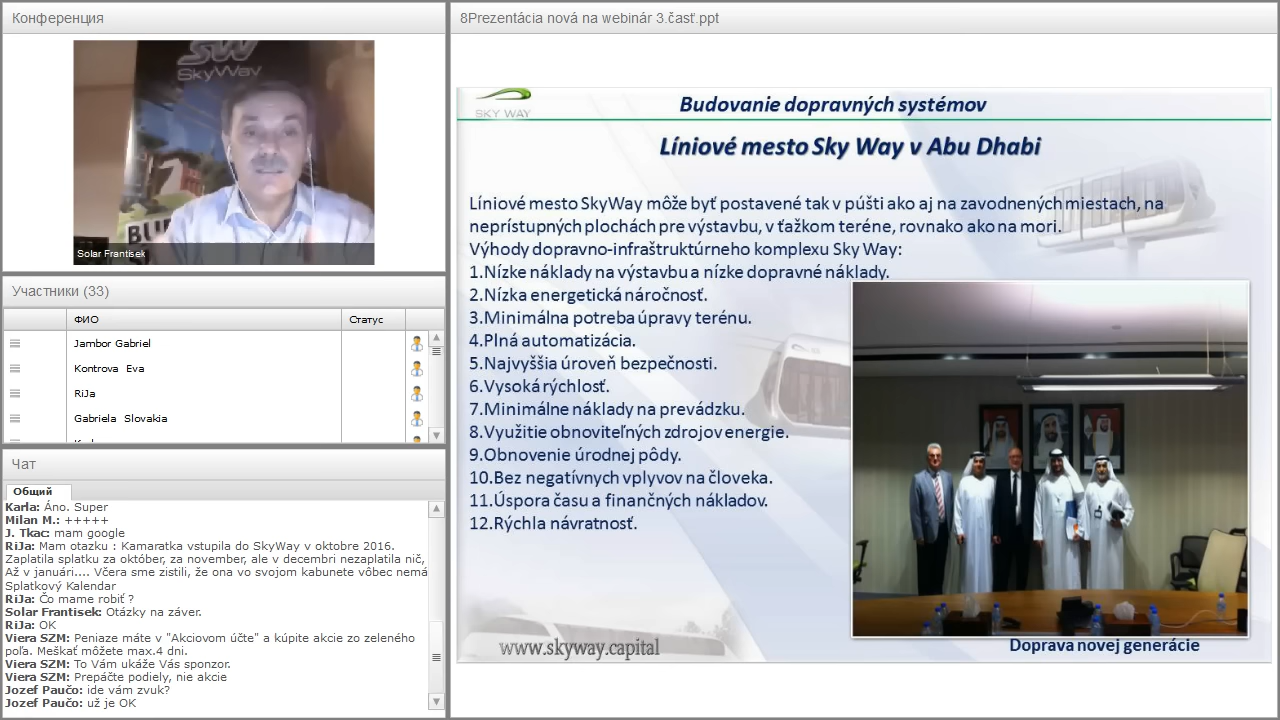 Конференция
SW
SkyWay
Solar Frantisek
Участники (33)
ФИО
Статус
Jambor Gabriel
Kontrova Eva
RiJa
Gabriela Slovakia
Чат
Общий
Karla: Áno. Super
Milan M.: +++++
J. Tkac: mam google
RiJa: Mam otazku : Kamaratka vstupila do SkyWay v oktobre 2016.
Zaplatila splatku za október, za november, ale v decembri nezaplatila nič,
Až v januári.... Včera sme zistili, že ona vo svojom kabunete vôbec nemá
Splatkový Kalendar
RiJa: Čo mame robiť ?
Solar Frantisek: Otázky na záver.
RiJa: OK
Viera SZM: Peniaze máte v "Akciovom účte" a kúpite akcie zo zeleného
poľa. Meškať môžete max.4 dni.
Viera SZM: To Vám ukáže Váš sponzor.
Viera SZM: Prepáčte podiely, nie akcie
Jozef Paučo: ide vám zvuk?
Jozef Paučo: už je OK
8Prezentácia nová na webinár 3.časť.ppt
SKY WAY
Budovanie dopravných systémov
Líniové mesto Sky Way v Abu Dhabi
Líniové mesto SkyWay môže byť postavené tak v púšti ako aj na zavodnených miestach, na
neprístupných plochách pre výstavbu, v ťažkom teréne, rovnako ako na mori.
Výhody dopravno-infraštruktúrneho komplexu Sky Way:
1.Nízke náklady na výstavbu a nízke dopravné náklady.
2.Nízka energetická náročnosť.
3.Minimálna potreba úpravy terénu.
4.Plná automatizácia.
5.Najvyššia úroveň bezpečnosti.
6.Vysoká rýchlosť.
7.Minimálne náklady na prevádzku.
8.Využitie obnoviteľných zdrojov energie.
9.Obnovenie úrodnej pôdy.
10.Bez negatívnych vplyvov na človeka.
11.Úspora času a finančných nákladov.
12.Rýchla návratnosť.
www.skyway.capital
Doprava novej generácie